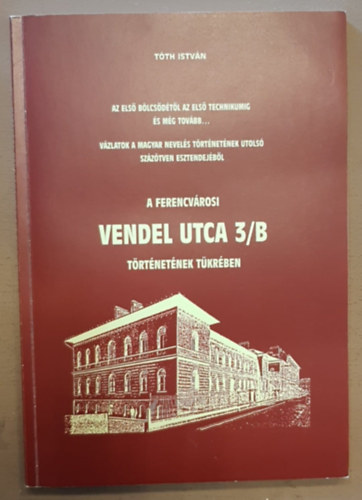 TÓTH ISTVÁN
AZ ELSŐ BÖLCSŐDÉTŐL AZ ELSŐ TECHNIKUMIG
ÉS MÉG TOVÁBB...
VÁZLATOK A MAGYAR NEVELÉS TÖRTÉNETÉNEK UTOLSÓ
SZÁZÖTVEN ESZTENDEJÉBŐL
A FERENCVÁROSI
VENDEL UTCA 3/B
TÖRTÉNETÉNEK TÜKRÉBEN